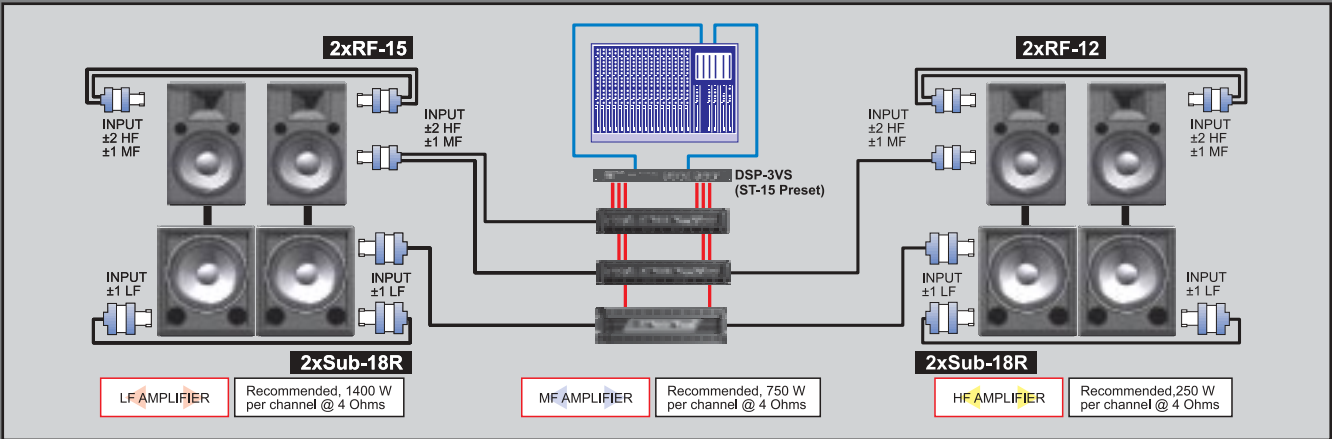 2xRF-15
2xRF-12
INPUT
±2 HF
±1 MF
INPUT
±2 HF
±1 MF
DSP-3VS
(ST-15 Preset)
INPUT
±2 HF
±1 MF
INPUT
±2 HF
±1 MF
INPUT
±1 LF
INPUT
±1 LF
INPUT
±1 LF
INPUT
±1 LF
2xSub-18R
2xSub-18R
LF AMPLIFIER
Recommended, 1400 W
per channel @ 4 Ohms
MF AMPLIFIER
Recommended, 750 W
per channel @ 4 Ohms
HF AMPLIFIER
Recommended,250 W
per channel @ 4 Ohms